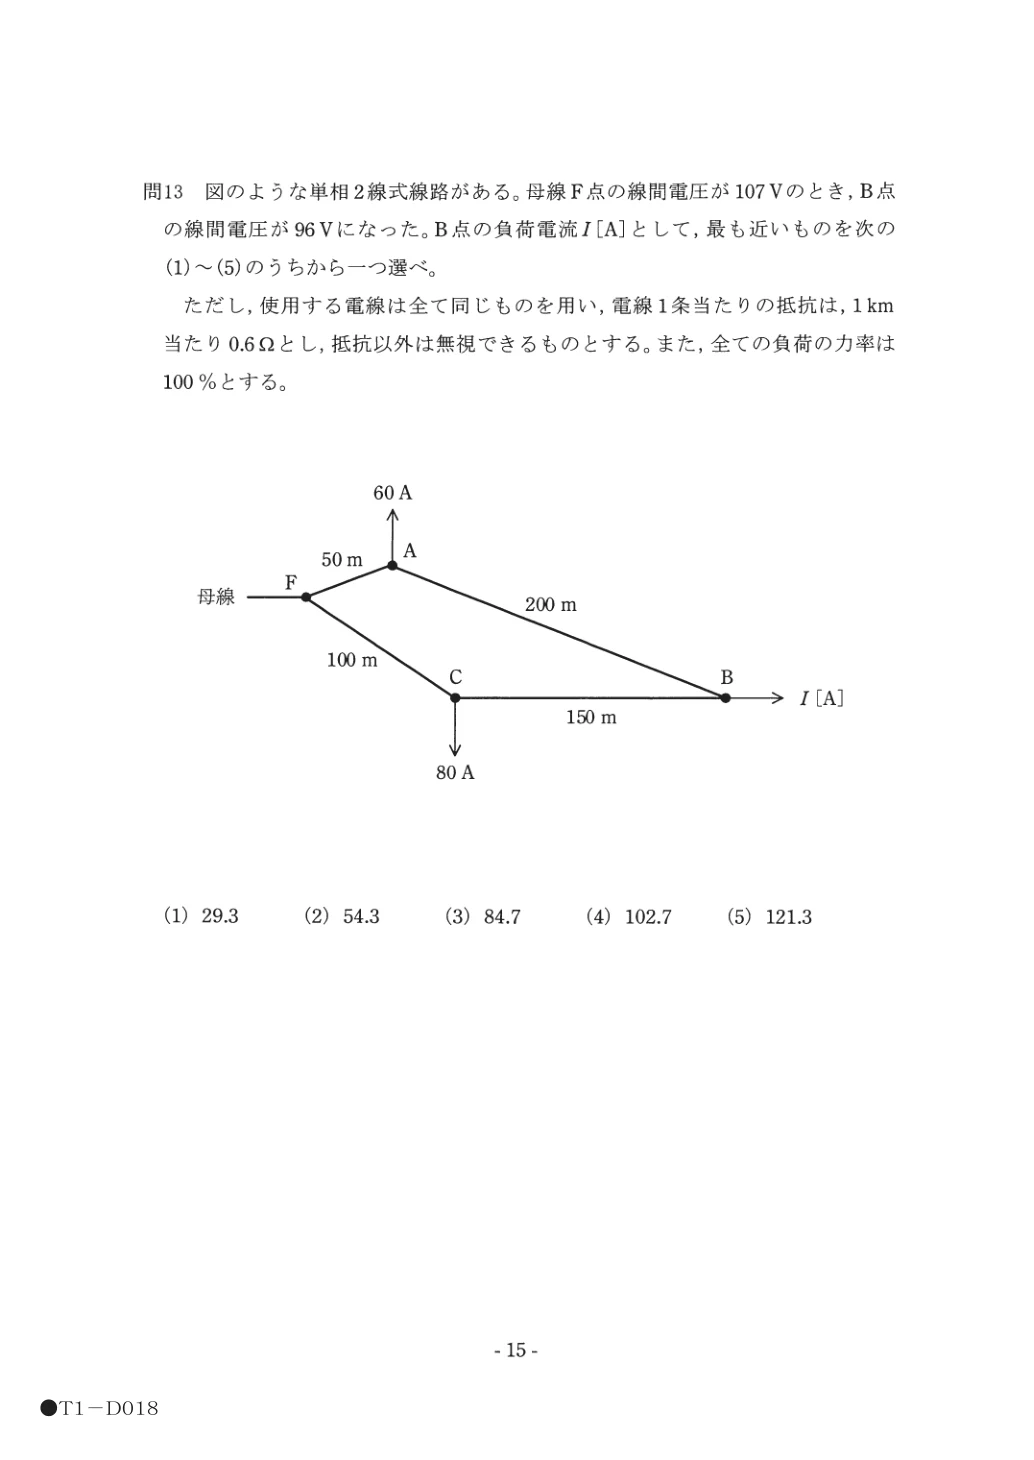 問13 図のような単相2線式線路がある。母線F点の線間電圧が107Vのとき，B点
の線間電圧が96Vになった。B点の負荷電流I[A]として，最も近いものを次の
(1)～(5)のうちから一つ選べ。
ただし，使用する電線は全て同じものを用い，電線1条当たりの抵抗は，1km
当たり0.6Ωとし，抵抗以外は無視できるものとする。また，全ての負荷の力率は
100％とする。
60 A
50 m
A
F
母線
200 m
100 m
C
B
I [A]
150 m
80 A
(1) 29.3 (2) 54.3 (3) 84.7 (4) 102.7 (5) 121.3
- 15 -
●T1－D018